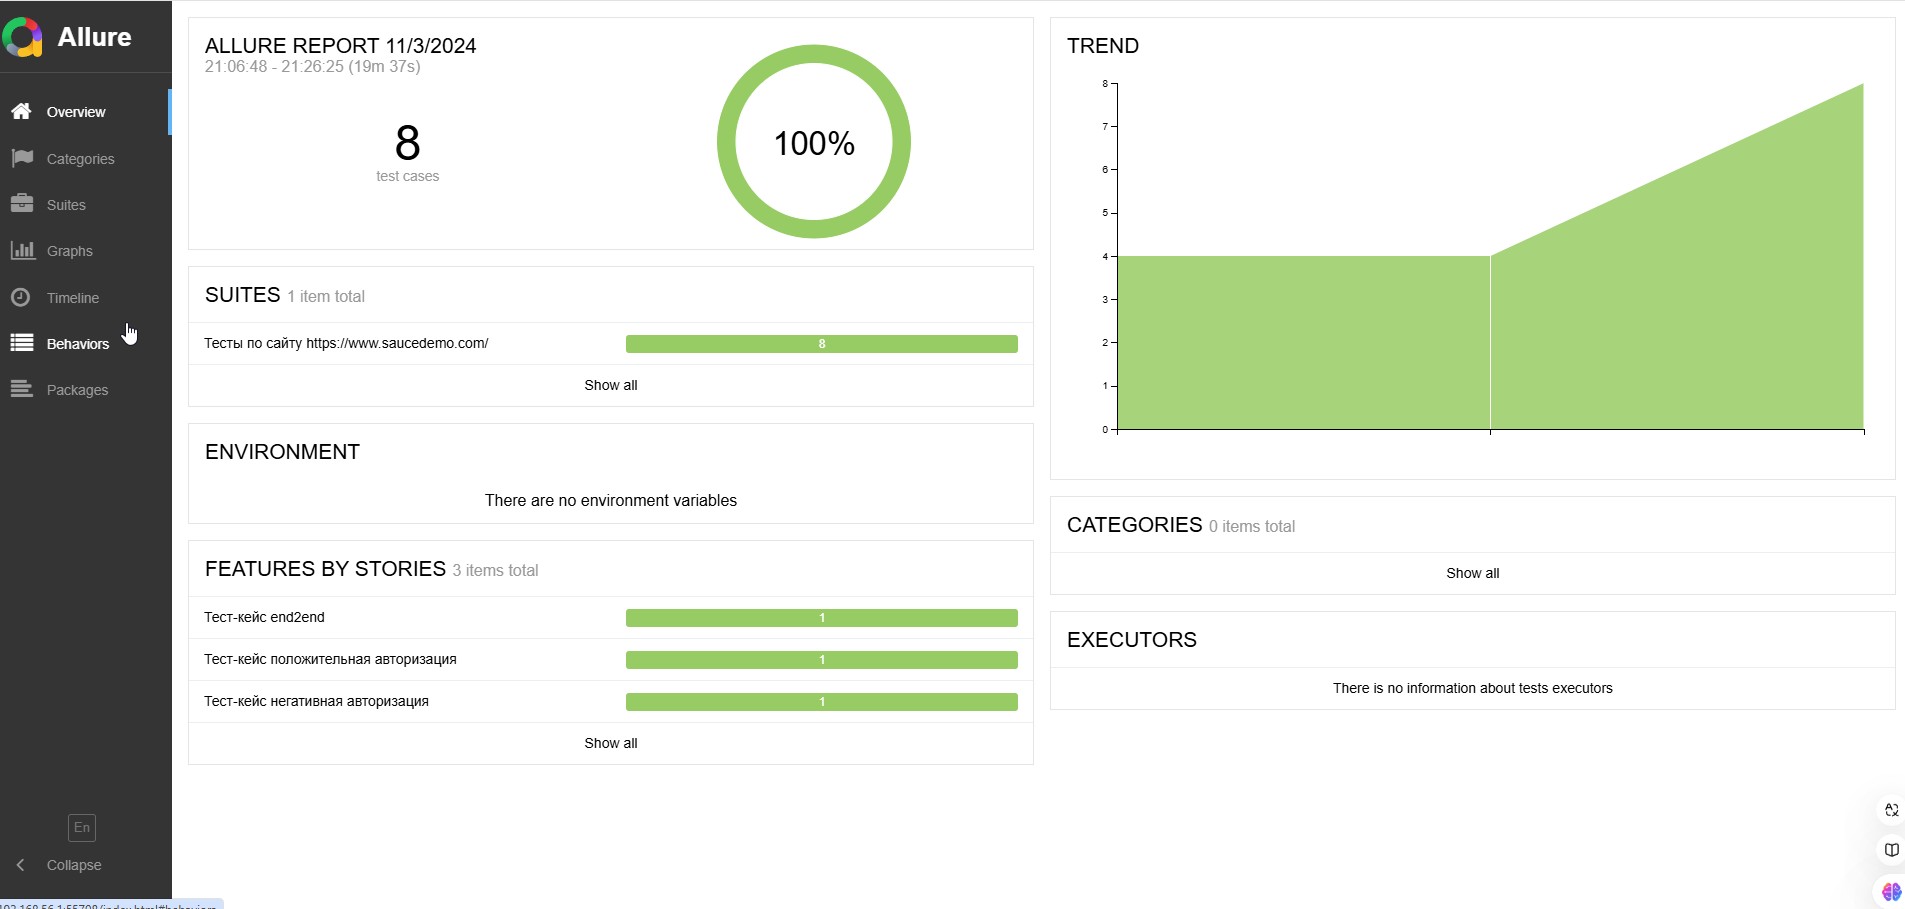 Allure
Overview
Categories
Suites
Graphs
Timeline
Behaviors
Packages
En
Collapse
ALLURE REPORT 11/3/2024
21:06:48 - 21:26:25 (19m 37s)
8
test cases
100%
SUITES 1 item total
Тесты по сайту https://www.saucedemo.com/ 8
Show all
ENVIRONMENT
There are no environment variables
FEATURES BY STORIES 3 items total
Тест-кейс end2end 1
Тест-кейс положительная авторизация 1
Тест-кейс негативная авторизация 1
Show all
TREND
8
7
6
5
4
3
2
1
0
CATEGORIES 0 items total
Show all
EXECUTORS
There is no information about tests executors